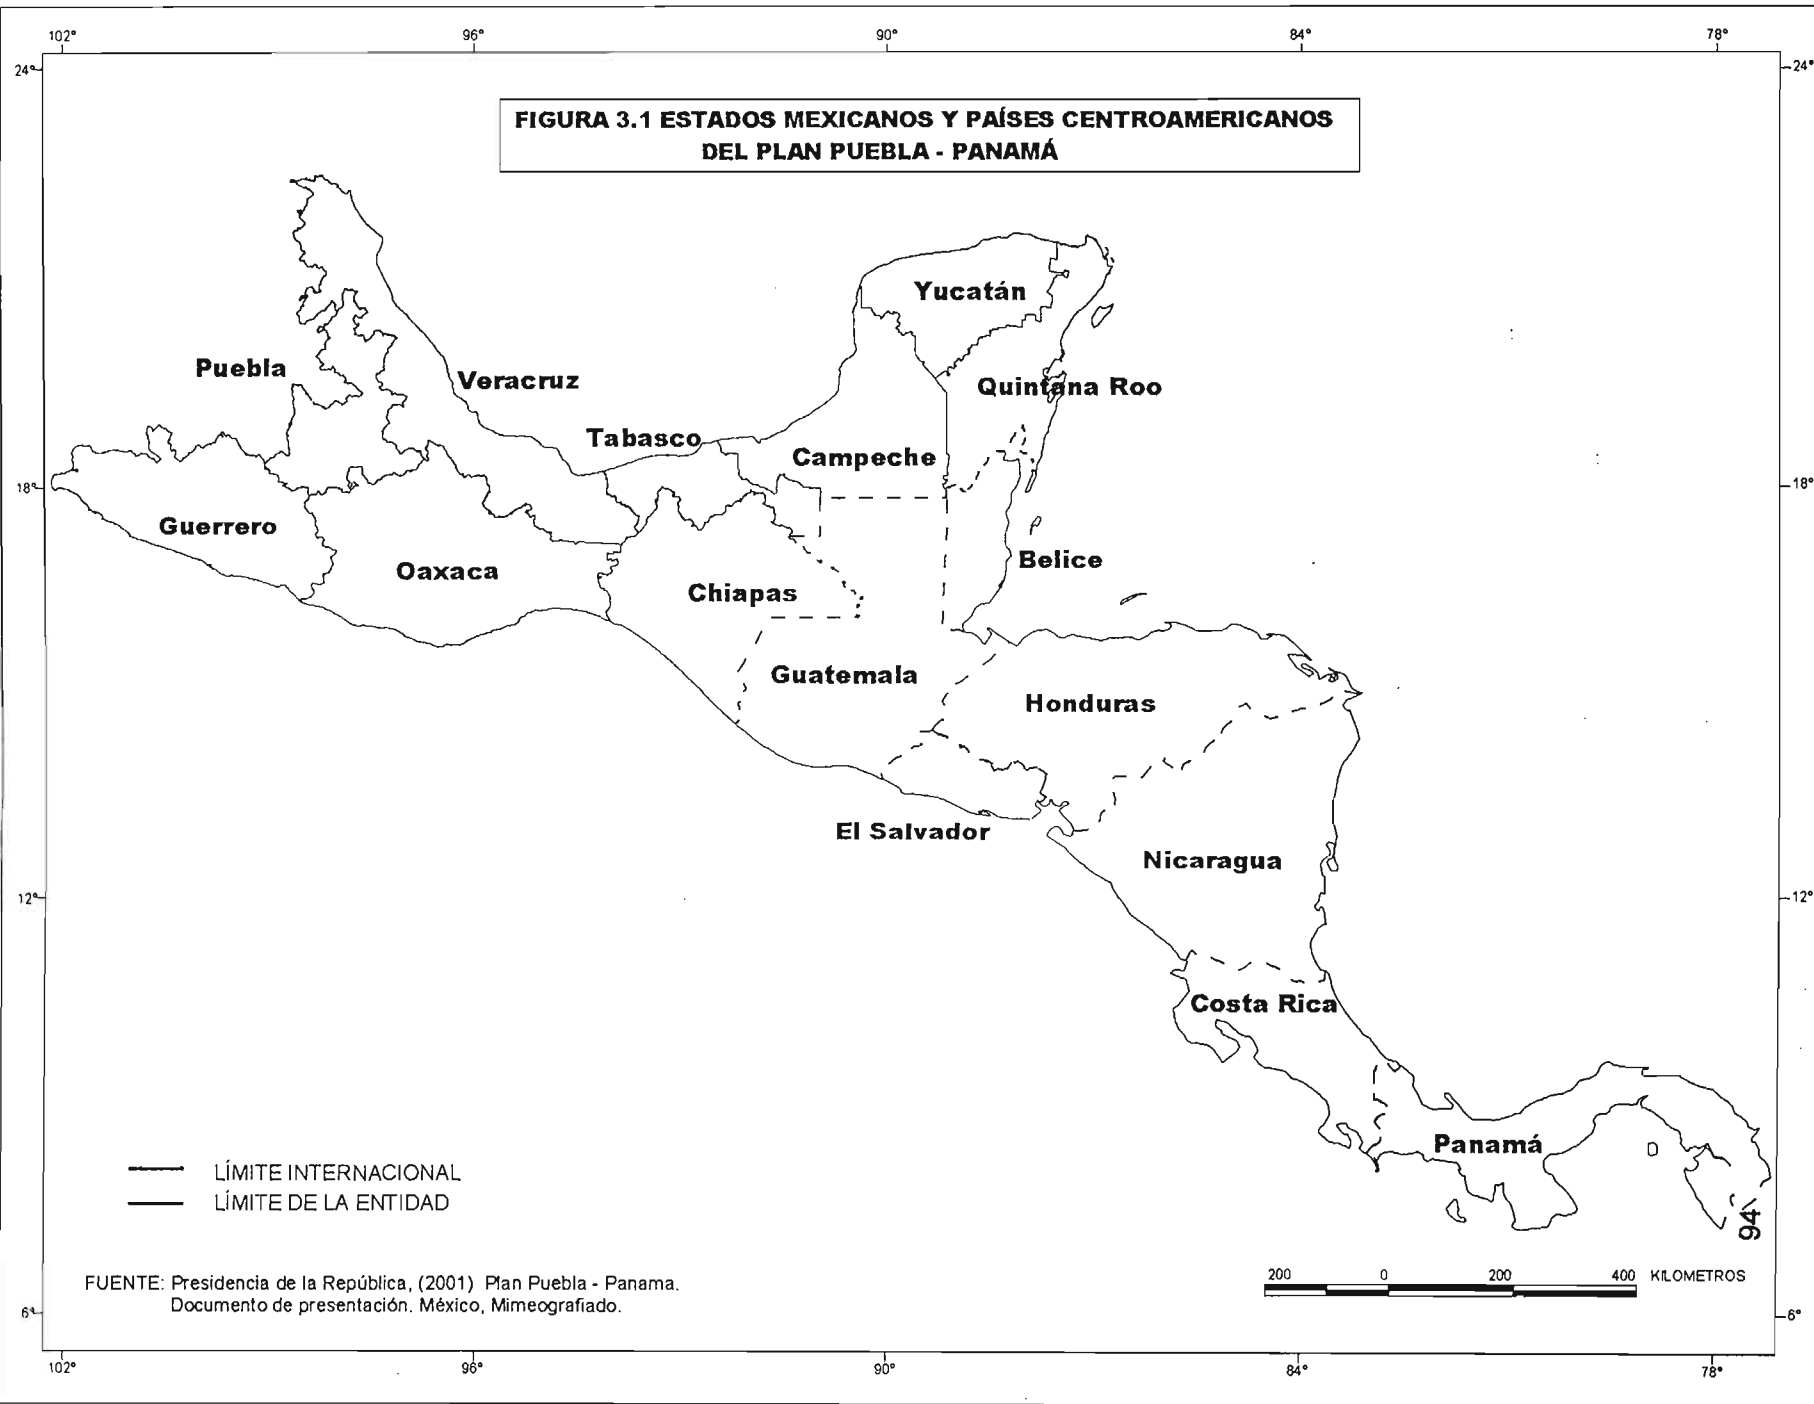 102° 96° 90° 84° 78°
24° 24°
FIGURA 3.1 ESTADOS MEXICANOS Y PAÍSES CENTROAMERICANOS
DEL PLAN PUEBLA - PANAMÁ
Yucatán
Puebla
Veracruz
Quintana Roo
Tabasco
Campeche
18° 18°
Guerrero
Oaxaca
Belice
Chiapas
Guatemala
Honduras
El Salvador
Nicaragua
12° 12°
Costa Rica
Panamá
LÍMITE INTERNACIONAL
LÍMITE DE LA ENTIDAD
94
FUENTE: Presidencia de la República, (2001) Plan Puebla - Panama.
Documento de presentación. México, Mimeografiado.
200 0 200 400 KILOMETROS
6° 6°
102° 96° 90° 84° 78°